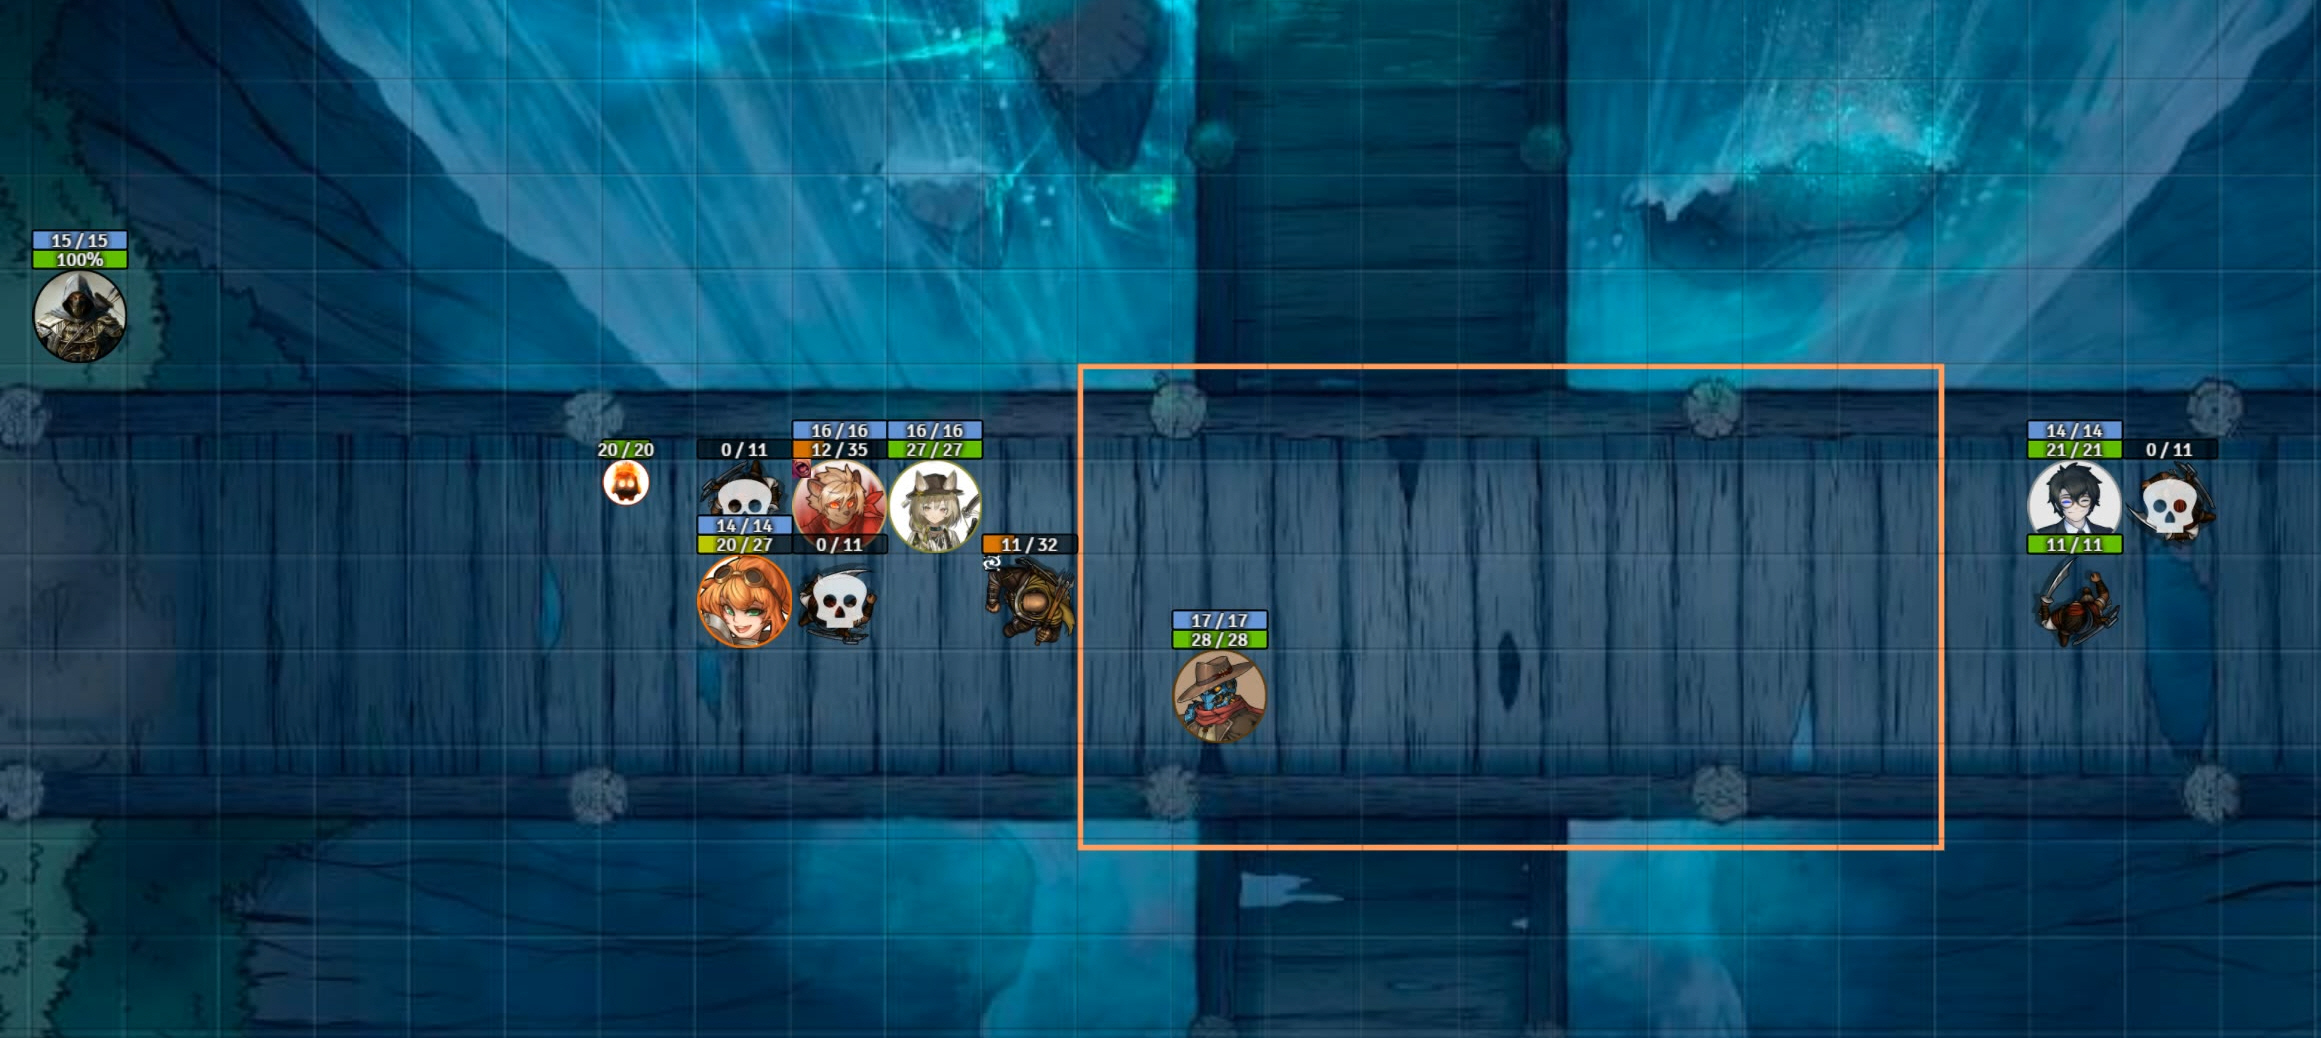 15 / 15
100%
20 / 20
0 / 11
16 / 16
12 / 35
16 / 16
27 / 27
14 / 14
20 / 27
0 / 11
11 / 32
17 / 17
28 / 28
14 / 14
21 / 21
0 / 11
11 / 11